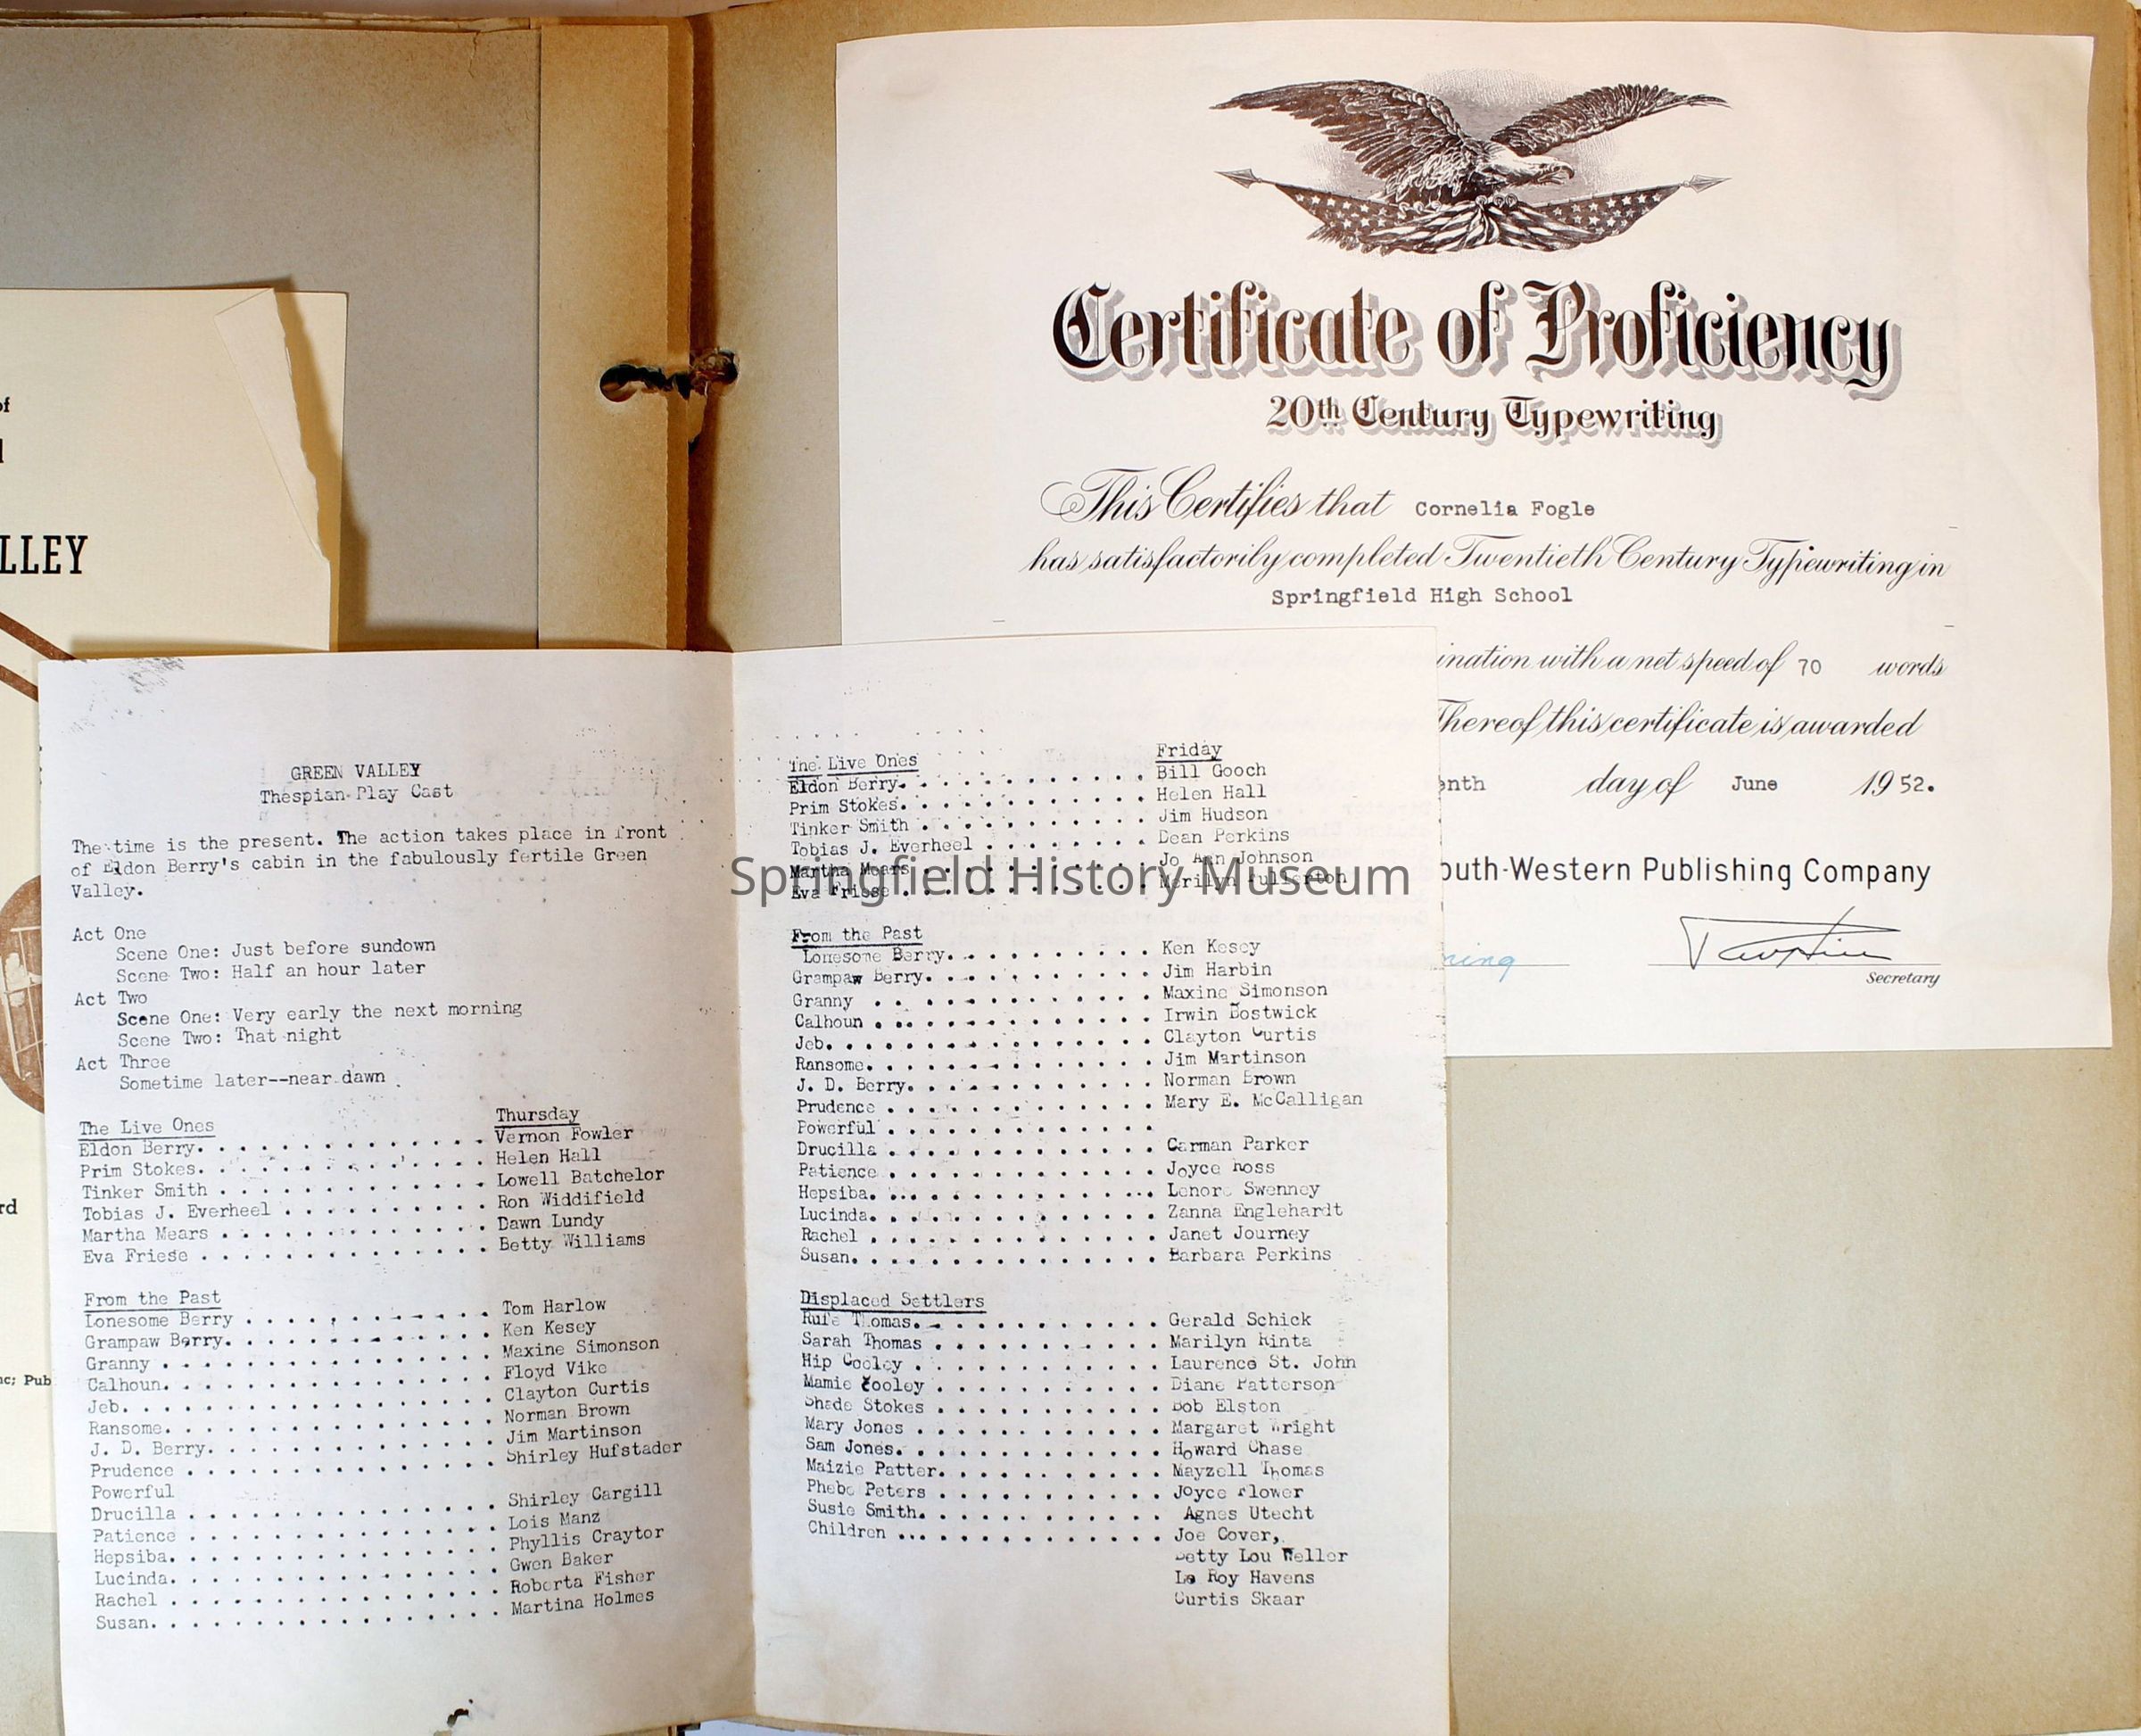 of
LLEY
rd
nc; Pub
Certificate of Proficiency
20th Century Typewriting
This Certifies that Cornelia Fogle
has satisfactorily completed Twentieth Century Typewriting in
Springfield High School
ination with a net speed of 70 words
Thereof this certificate is awarded
enth day of June 1952.
outh-Western Publishing Company
Secretary
GREEN VALLEY
Thespian Play Cast
The time is the present. The action takes place in front
of Eldon Berry's cabin in the fabulously fertile Green
Valley.
Act One
Scene One: Just before sundown
Scene Two: Half an hour later
Act Two
Scene One: Very early the next morning
Scene Two: That night
Act Three
Sometime later--near dawn
Thursday
The Live Ones
Eldon Berry. . . . . . . . . . . . . Vernon Fowler
Prim Stokes. . . . . . . . . . . . . Helen Hall
Tinker Smith . . . . . . . . . . . . Lowell Batchelor
Tobias J. Everheel . . . . . . . . . Ron Widdifield
Martha Mears . . . . . . . . . . . . Dawn Lundy
Eva Friese . . . . . . . . . . . . . Betty Williams
From the Past
Lonesome Berry . . . . . . . . . . . Tom Harlow
Grampaw Berry. . . . . . . . . . . . Ken Kesey
Granny . . . . . . . . . . . . . . . Maxine Simonson
Calhoun. . . . . . . . . . . . . . . Floyd Vike
Jeb. . . . . . . . . . . . . . . . . Clayton Curtis
Ransome. . . . . . . . . . . . . . . Norman Brown
J. D. Berry. . . . . . . . . . . . . Jim Martinson
Prudence . . . . . . . . . . . . . . Shirley Hufstader
Powerful
Drucilla . . . . . . . . . . . . . . Shirley Cargill
Patience . . . . . . . . . . . . . . Lois Manz
Hepsiba. . . . . . . . . . . . . . . Phyllis Craytor
Lucinda. . . . . . . . . . . . . . . Gwen Baker
Rachel . . . . . . . . . . . . . . . Roberta Fisher
Susan. . . . . . . . . . . . . . . . Martina Holmes
Friday
The Live Ones
Eldon Berry. . . . . . . . . . . Bill Gooch
Prim Stokes. . . . . . . . . . . Helen Hall
Tinker Smith . . . . . . . . . . Jim Hudson
Tobias J. Everheel . . . . . . . Dean Perkins
Martha Mears . . . . . . . . . . Jo Ann Johnson
Eva Friese . . . . . . . . . . . Merilyn Fullerton
Springfield History Museum
From the Past
Lonesome Berry. . . . . . . . . Ken Kesey
Grampaw Berry. . . . . . . . . . Jim Harbin
Granny . . . . . . . . . . . . . Maxine Simonson
Calhoun . . . . . . . . . . . . Irwin Bostwick
Jeb. . . . . . . . . . . . . . . Clayton Curtis
Ransome. . . . . . . . . . . . . Jim Martinson
J. D. Berry. . . . . . . . . . . Norman Brown
Prudence . . . . . . . . . . . . Mary E. McCalligan
Powerful . . . . . . . . . . . .
Drucilla . . . . . . . . . . . . Carman Parker
Patience . . . . . . . . . . . . Joyce Ross
Hepsiba. . . . . . . . . . . . . Lenore Swenney
Lucinda. . . . . . . . . . . . . Zanna Englehardt
Rachel . . . . . . . . . . . . . Janet Journey
Susan. . . . . . . . . . . . . . Barbara Perkins
Displaced Settlers
Rufe Thomas. . . . . . . . . . . Gerald Schick
Sarah Thomas . . . . . . . . . . Marilyn Rinta
Hip Cooley . . . . . . . . . . . Laurence St. John
Mamie Cooley . . . . . . . . . . Diane Patterson
Shade Stokes . . . . . . . . . . Bob Elston
Mary Jones . . . . . . . . . . . Margaret Wright
Sam Jones. . . . . . . . . . . . Howard Chase
Maizie Patter. . . . . . . . . . Mayzell Thomas
Phebe Peters . . . . . . . . . . Joyce Flower
Susie Smith. . . . . . . . . . . Agnes Utecht
Children ... . . . . . . . . . . Joe Cover,
Betty Lou Weller
Le Roy Havens
Curtis Skaar